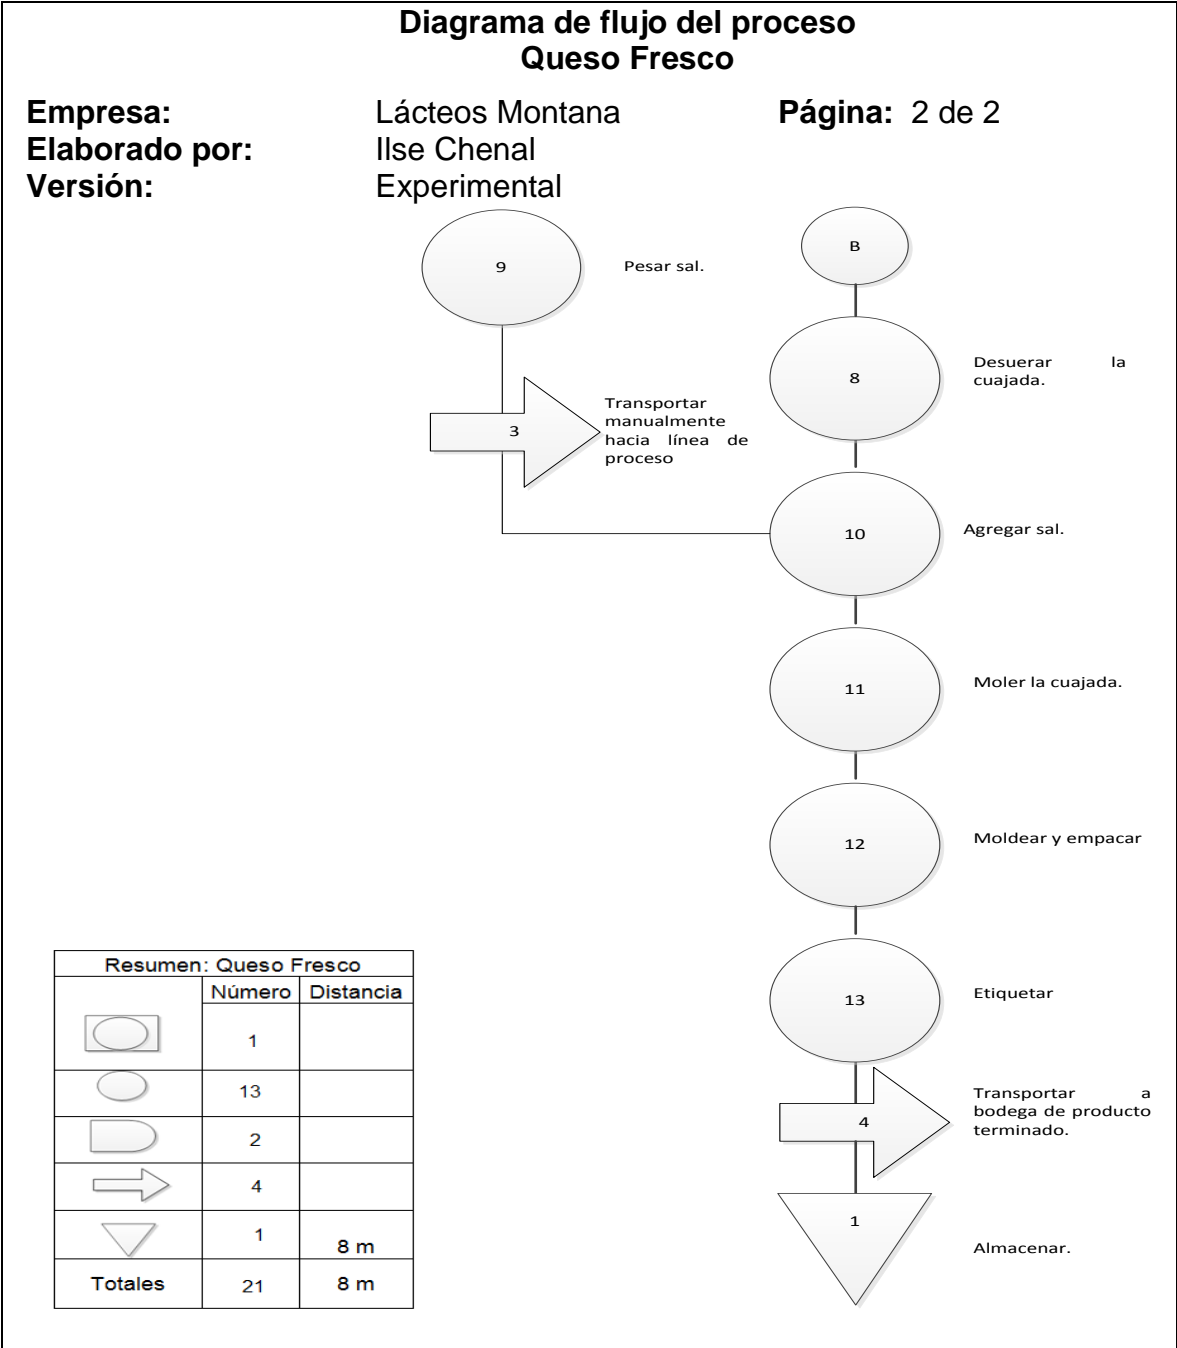 Diagrama de flujo del proceso
Queso Fresco
Empresa: Lácteos Montana Página: 2 de 2
Elaborado por: Ilse Chenal
Versión: Experimental
9 Pesar sal.
B
8 Desuerar la
cuajada.
3 Transportar
manualmente
hacia línea de
proceso
10 Agregar sal.
11 Moler la cuajada.
12 Moldear y empacar
13 Etiquetar
4 Transportar a
bodega de producto
terminado.
1 Almacenar.
Resumen: Queso Fresco
Número Distancia
1
13
2
4
1 8 m
Totales 21 8 m